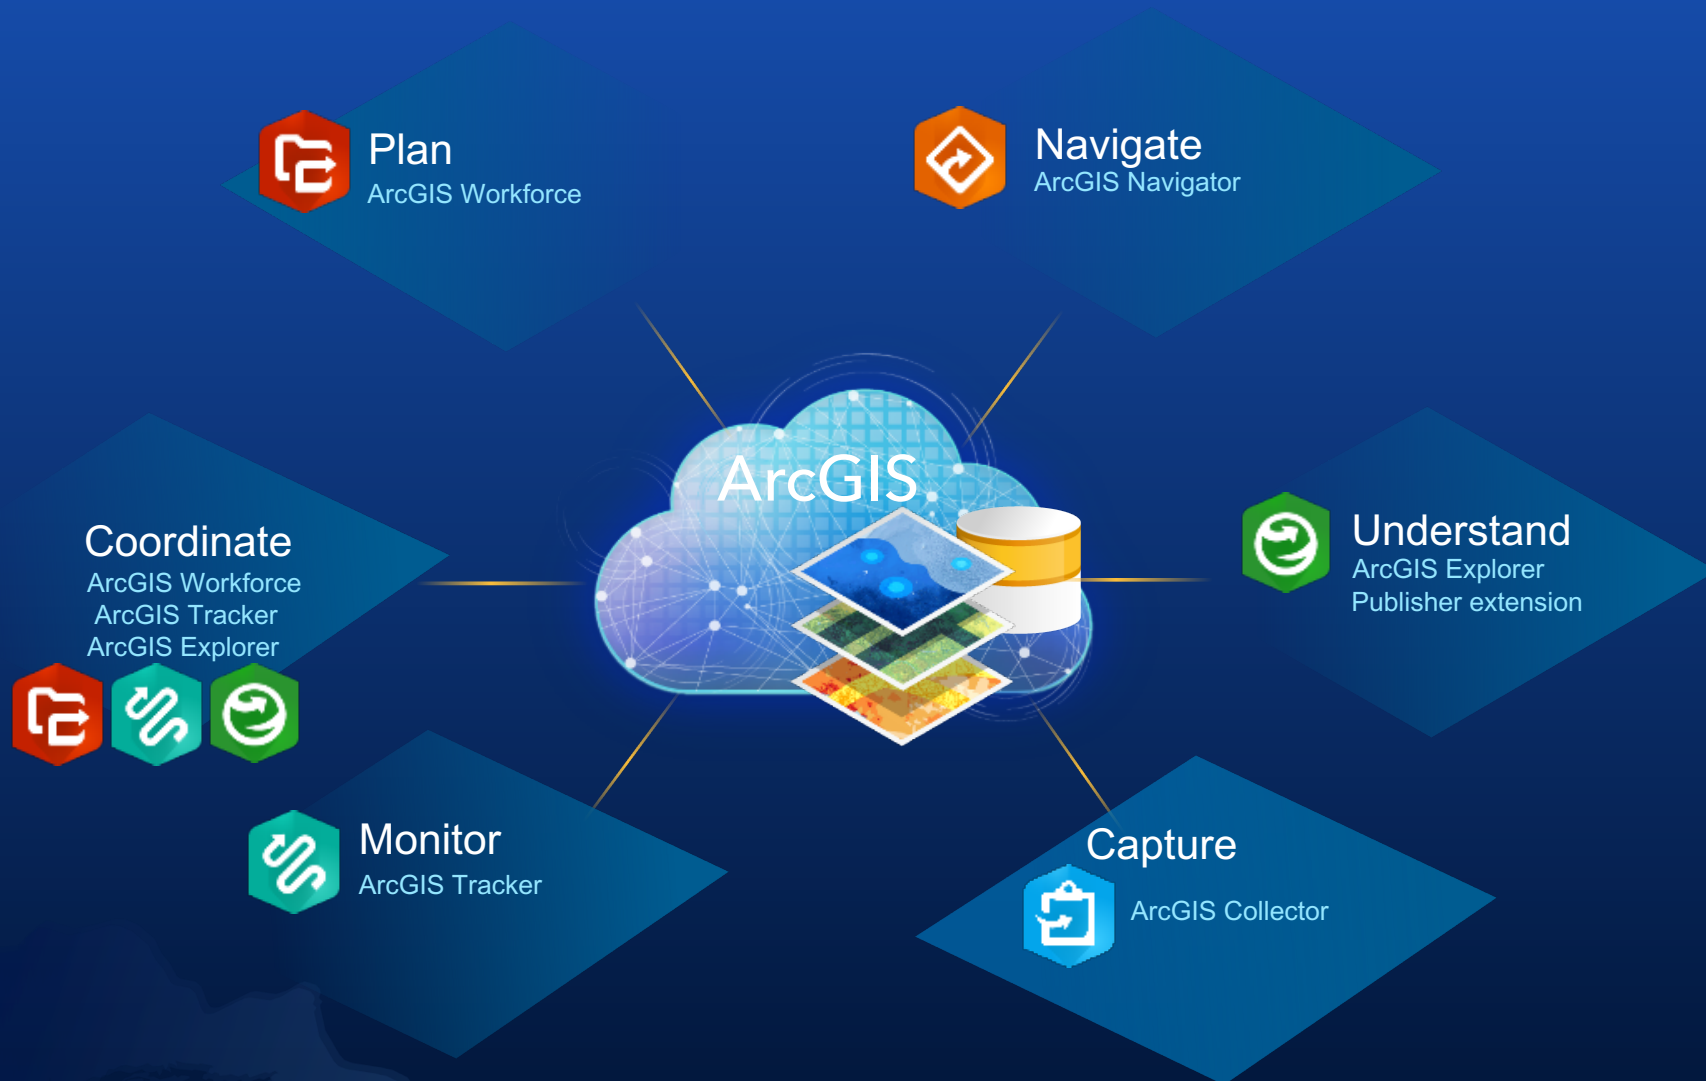 Plan
ArcGIS Workforce
Navigate
ArcGIS Navigator
ArcGIS
Coordinate
ArcGIS Workforce
ArcGIS Tracker
ArcGIS Explorer
Understand
ArcGIS Explorer
Publisher extension
Monitor
ArcGIS Tracker
Capture
ArcGIS Collector